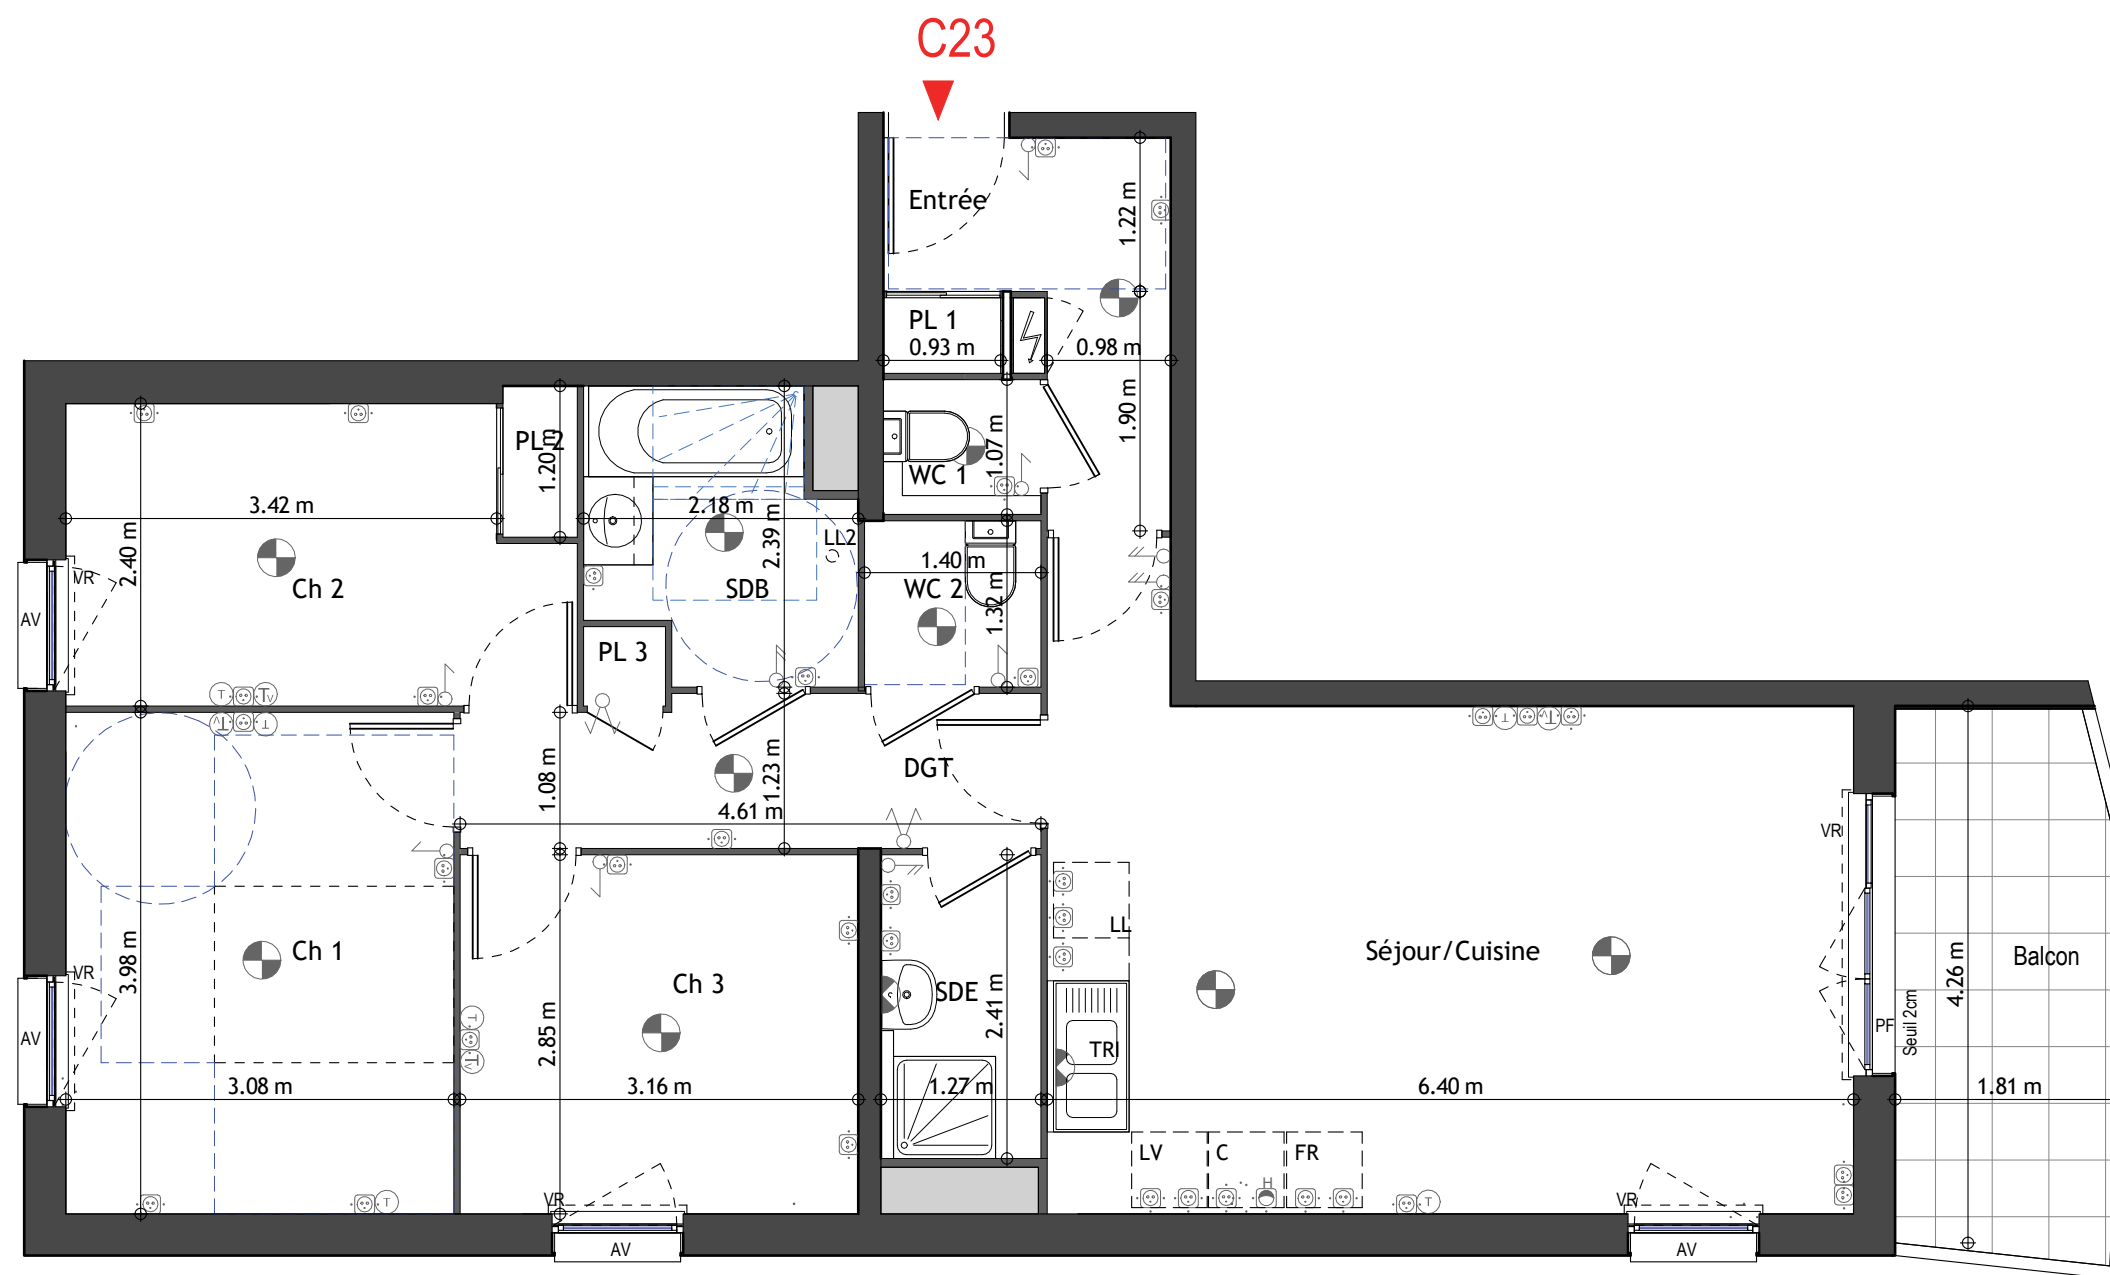 C23
Entrée
1.22 m
PL 1
0.93 m
0.98 m
1.90 m
PL 2
1.20 m
WC 1
1.07 m
3.42 m
2.40 m
VR
Ch 2
AV
2.18 m
2.39 m
LL2
SDB
1.40 m
WC 2
1.32 m
PL 3
T
TV
TV
T
T
TV
T
1.08 m
1.23 m
DGT
4.61 m
VR
Ch 1
3.98 m
VR
AV
3.08 m
T
T
TV
Ch 3
2.85 m
3.16 m
VR
AV
SDE
2.41 m
1.27 m
LL
TRI
Séjour/Cuisine
6.40 m
LV
C
FR
H
T
VR
AV
PF
Seuil 2cm
Balcon
4.26 m
1.81 m